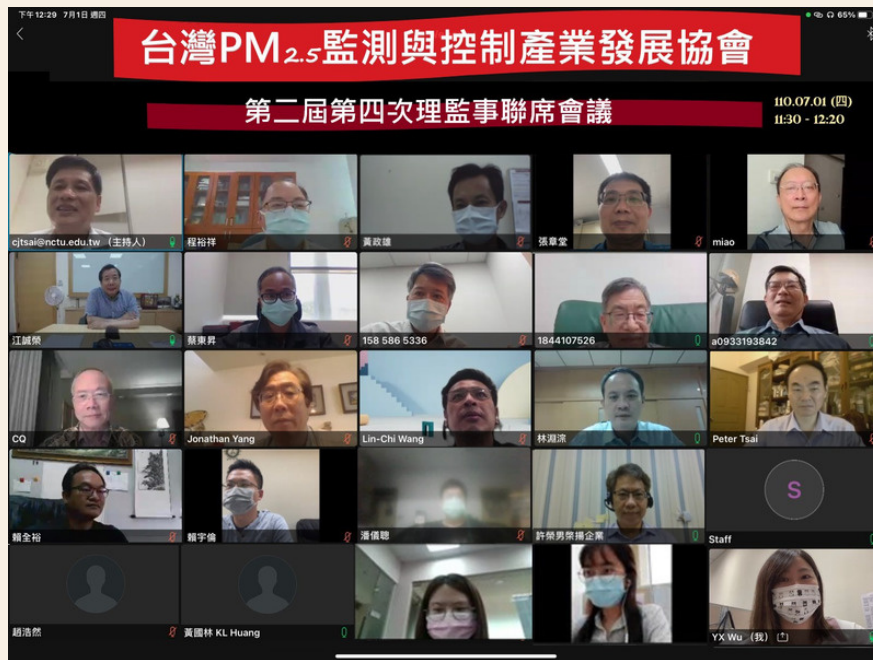 下午12:29 7月1日 週四
65%
台灣PM2.5監測與控制產業發展協會
第二屆第四次理監事聯席會議
110.07.01 (四)
11:30 - 12:20
cjtsai@nctu.edu.tw （主持人）
程裕祥
黃政雄
張章堂
miao
江誠榮
蔡東昇
158 586 5336
1844107526
a0933193842
CQ
Jonathan Yang
Lin-Chi Wang
林淵淙
Peter Tsai
賴全裕
賴宇倫
潘儀聰
許榮男榮揚企業
S
Staff
趙浩然
黃國林 KL Huang
YX Wu （我）